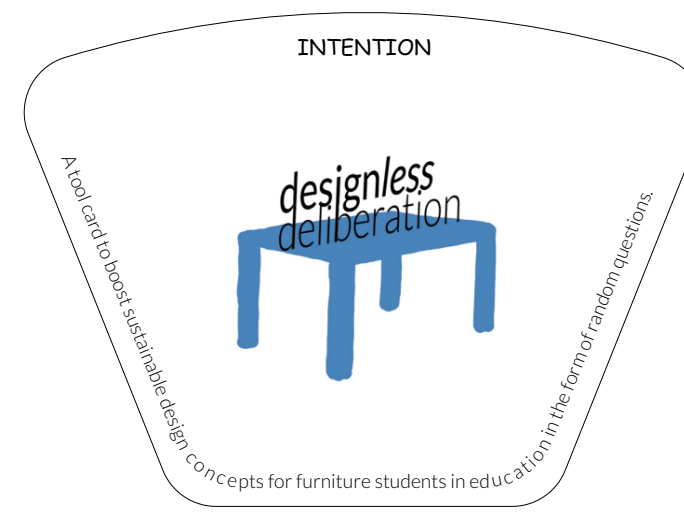 INTENTION
designless
deliberation
A tool card to boost sustainable design concepts for furniture students in education in the form of random questions.